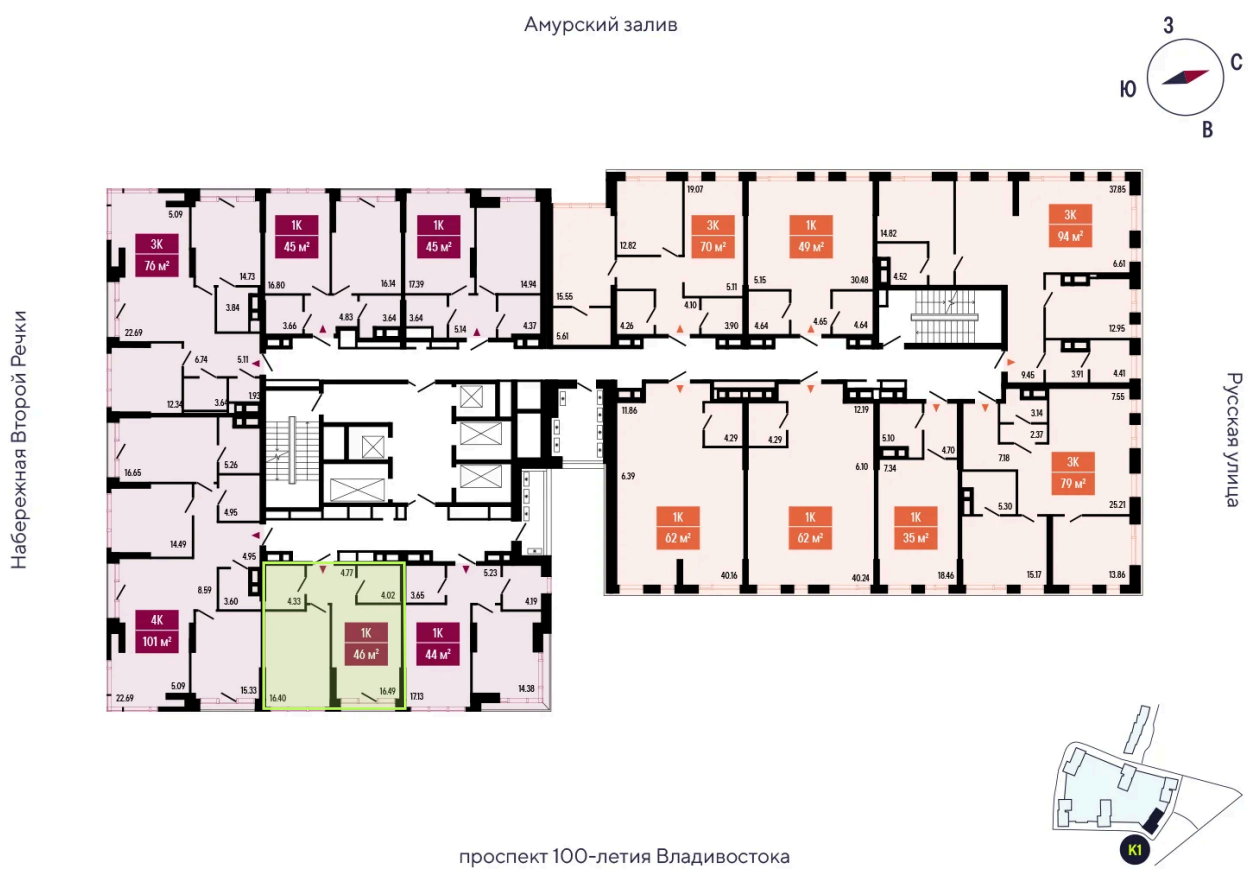 Амурский залив
З
С
Ю
В
Набережная Второй Речки
Русская улица
5.09
3К
76 м²
14.73
3.84
22.69
6.74
5.11
12.34
3.64
1.93
1К
45 м²
16.80
16.14
3.66
4.83
3.64
1К
45 м²
17.39
14.94
3.64
5.14
4.37
15.55
5.61
19.07
12.82
3К
70 м²
5.11
4.26
4.10
3.90
1К
49 м²
5.15
30.48
4.64
4.65
4.64
14.82
4.52
37.85
3К
94 м²
6.61
12.95
9.45
3.91
4.41
16.65
5.26
4.95
14.49
4.95
8.59
3.60
4К
101 м²
22.69
5.09
15.33
4.77
4.33
4.02
1К
46 м²
16.40
16.49
5.23
3.65
4.19
1К
44 м²
17.13
14.38
11.86
4.29
6.39
1К
62 м²
40.16
12.19
4.29
6.10
1К
62 м²
40.24
5.10
4.70
7.34
1К
35 м²
18.46
7.55
3.14
2.37
7.18
3К
79 м²
5.30
25.21
15.17
13.86
К1
проспект 100-летия Владивостока